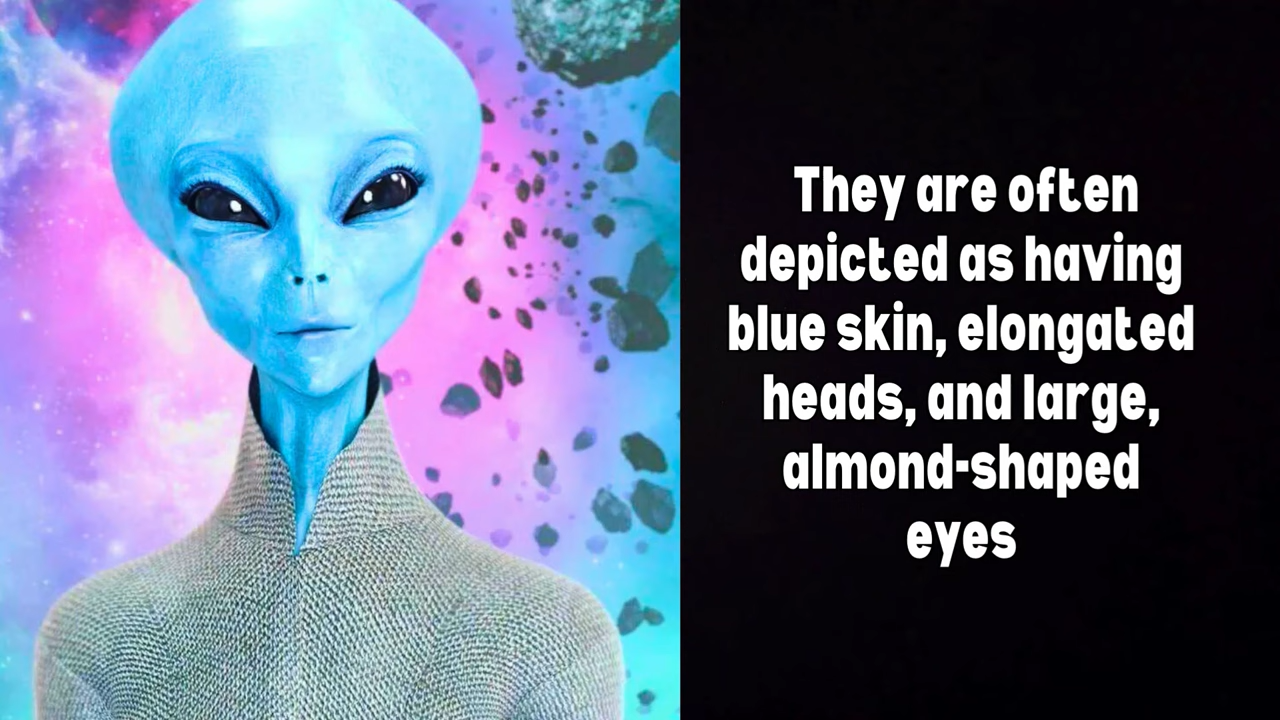 They are often
depicted as having
blue skin, elongated
heads, and large,
almond-shaped
eyes